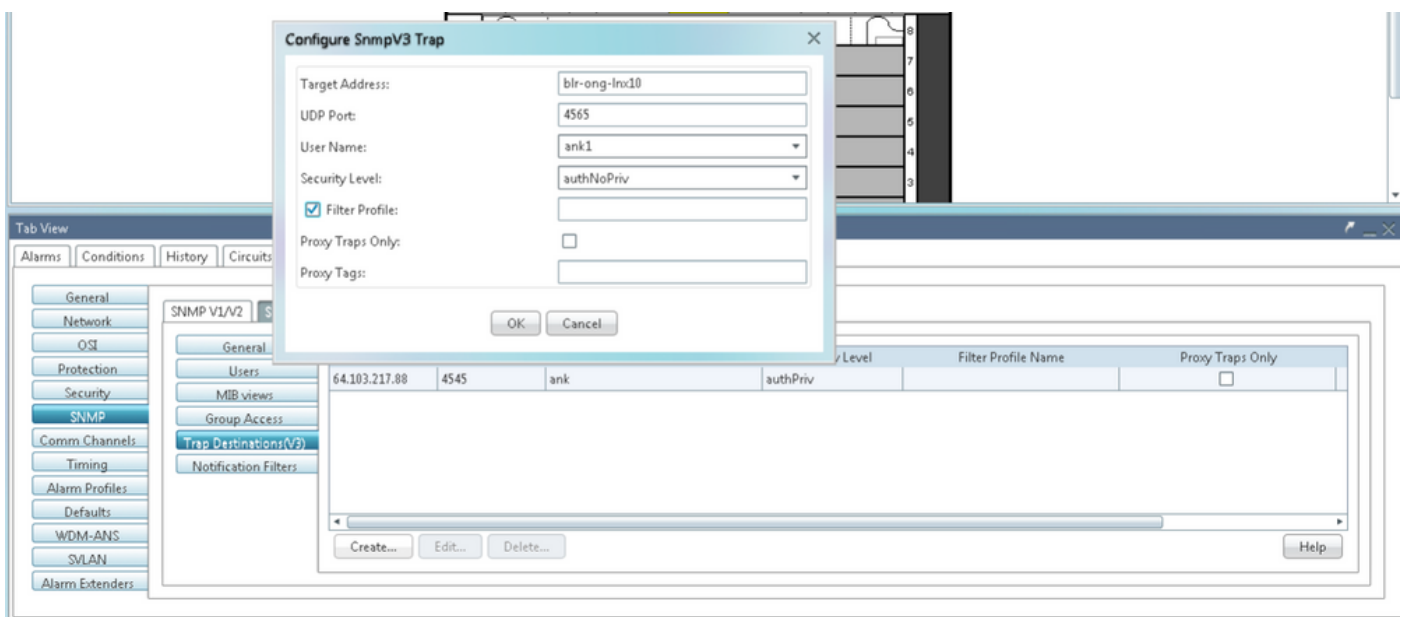 8
7
6
5
4
3
Configure SnmpV3 Trap
Target Address: blr-ong-lnx10
UDP Port: 4565
User Name: ank1
Security Level: authNoPriv
Filter Profile:
Proxy Traps Only:
Proxy Tags:
OK Cancel
Tab View
Alarms Conditions History Circuits
General
Network
OSI
Protection
Security
SNMP
Comm Channels
Timing
Alarm Profiles
Defaults
WDM-ANS
SVLAN
Alarm Extenders
SNMP V1/V2 S
General
Users
MIB views
Group Access
Trap Destinations(V3)
Notification Filters
Level Filter Profile Name Proxy Traps Only
64.103.217.88 4545 ank authPriv
Create... Edit... Delete... Help